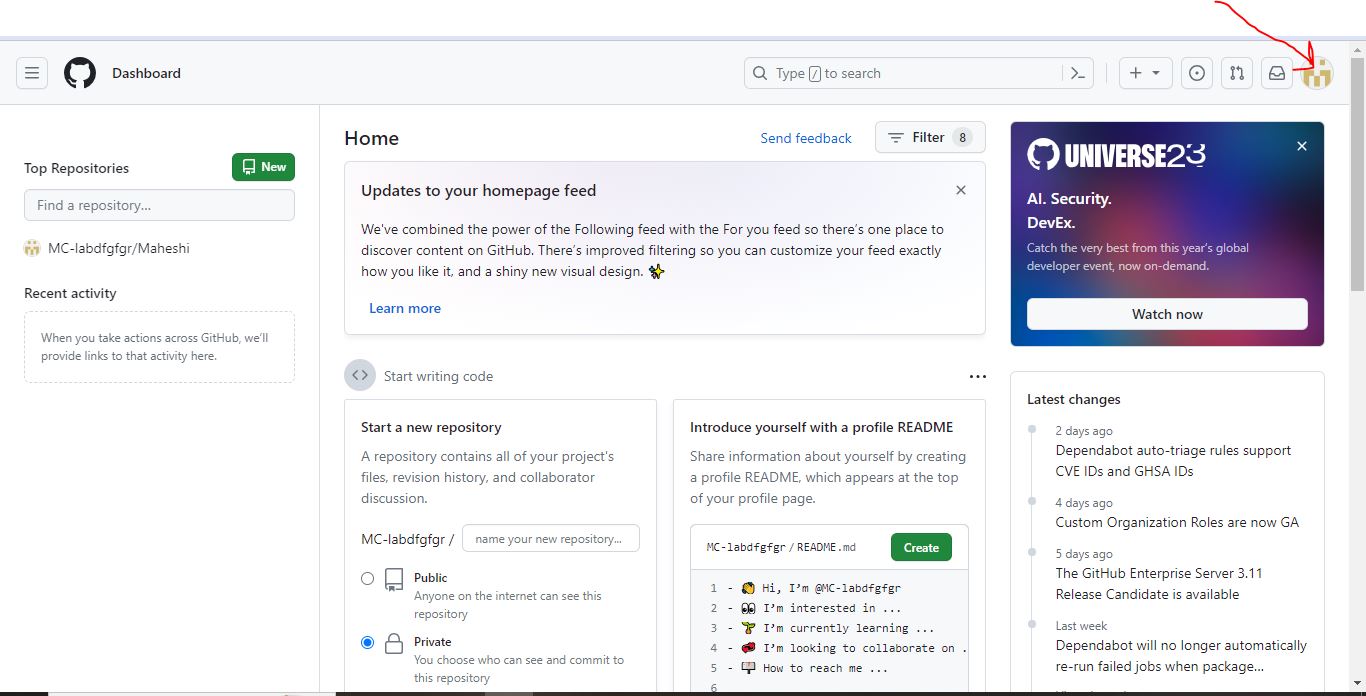 Dashboard
Type / to search
Top Repositories
New
Find a repository...
MC-labdfgfgr/Maheshi
Recent activity
When you take actions across GitHub, we'll
provide links to that activity here.
Home
Send feedback
Filter 8
Updates to your homepage feed
We've combined the power of the Following feed with the For you feed so there's one place to
discover content on GitHub. There's improved filtering so you can customize your feed exactly
how you like it, and a shiny new visual design. ✨
Learn more
Start writing code
Start a new repository
A repository contains all of your project's
files, revision history, and collaborator
discussion.
MC-labdfgfgr / name your new repository...
Public
Anyone on the internet can see this
repository
Private
You choose who can see and commit to
this repository
Introduce yourself with a profile README
Share information about yourself by creating
a profile README, which appears at the top
of your profile page.
MC-labdfgfgr / README.md
Create
1 - 👋 Hi, I'm @MC-labdfgfgr
2 - 👀 I'm interested in ...
3 - 🌱 I'm currently learning ...
4 - 💞️ I'm looking to collaborate on .
5 - 📫 How to reach me ...
6
UNIVERSE23
AI. Security.
DevEx.
Catch the very best from this year's global
developer event, now on-demand.
Watch now
Latest changes
2 days ago
Dependabot auto-triage rules support
CVE IDs and GHSA IDs
4 days ago
Custom Organization Roles are now GA
5 days ago
The GitHub Enterprise Server 3.11
Release Candidate is available
Last week
Dependabot will no longer automatically
re-run failed jobs when package...